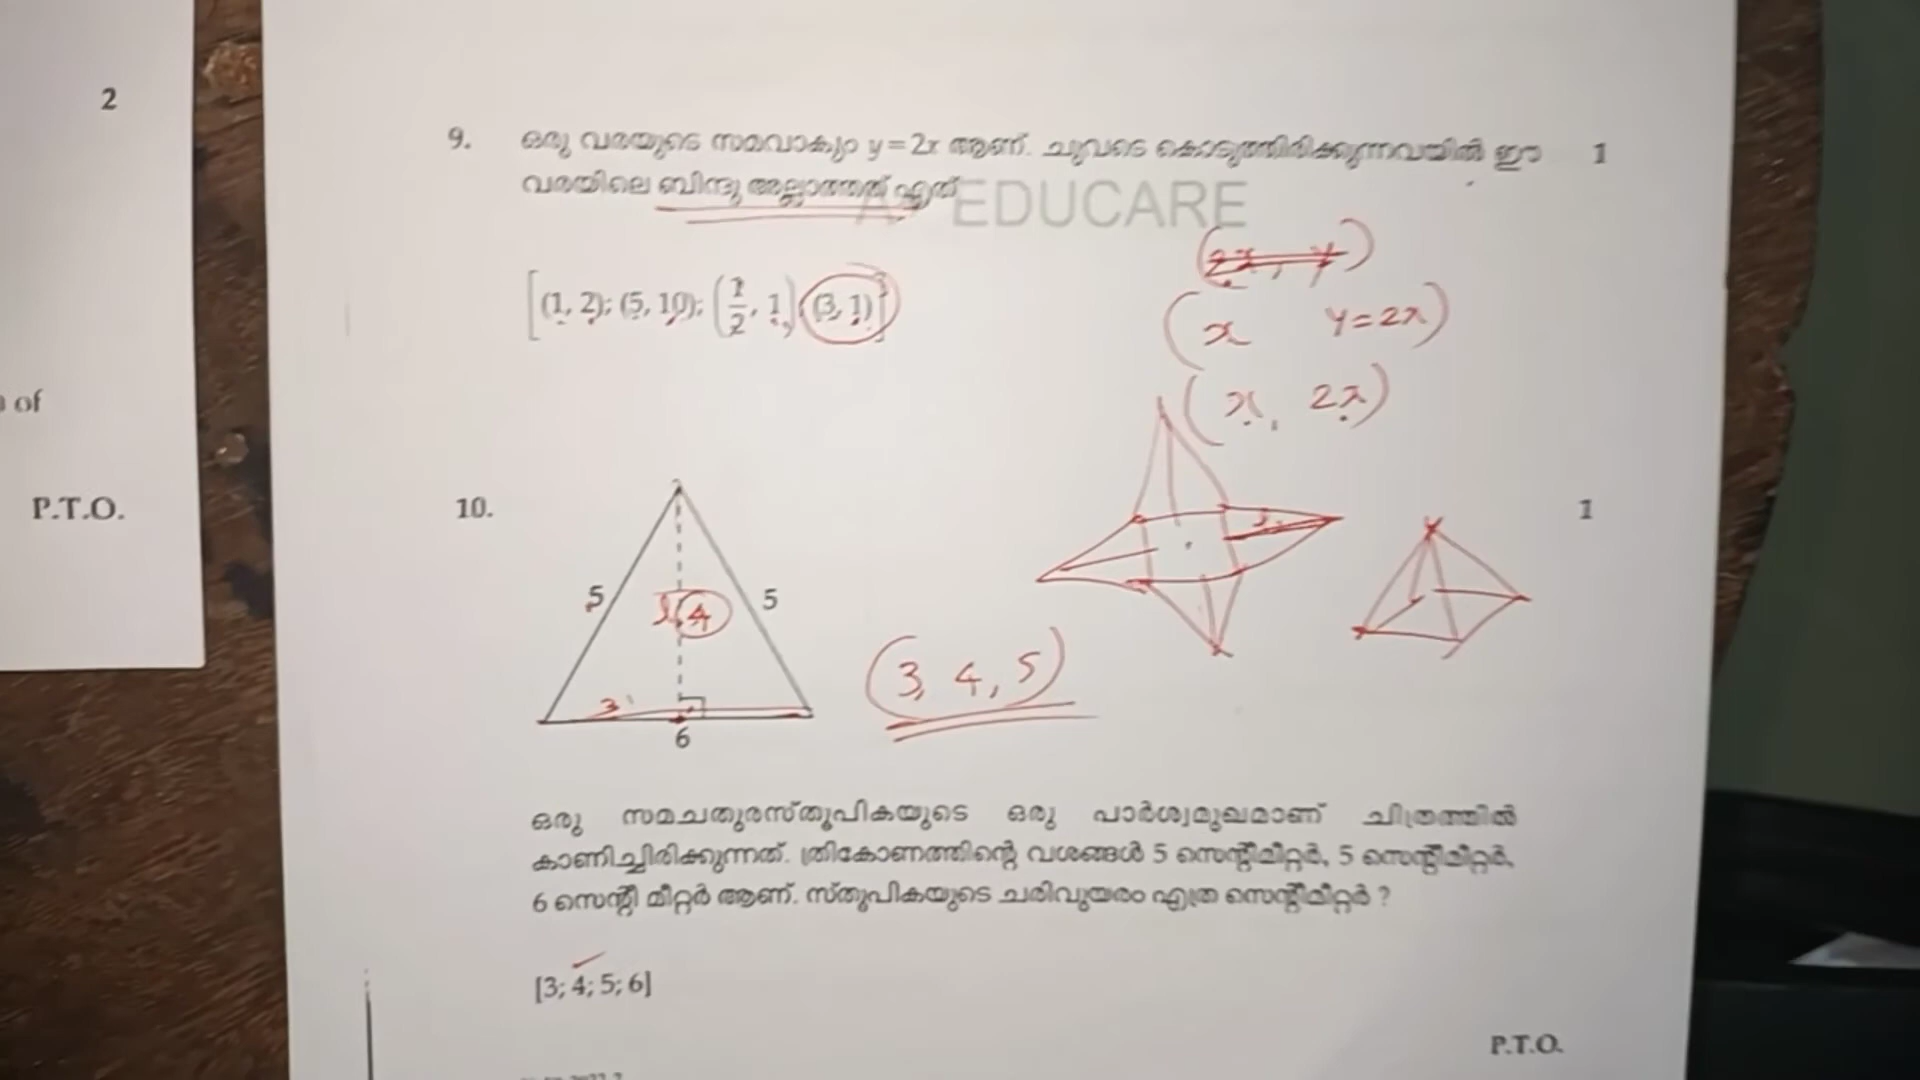 2
of
P.T.O.
9. ഒരു വരയുടെ സമവാക്യം y=2x ആണ്. ചുവടെ കൊടുത്തിരിക്കുന്നവയിൽ ഈ 1
വരയിലെ ബിന്ദു അല്ലാത്തത് ഏത്
EDUCARE
(2x, y)
[(1, 2); (5, 10); (1/2, 1); (3, 1)]
(x y=2x)
(x, 2x)
10. 1
5 l 4 5
3
6
(3, 4, 5)
ഒരു സമചതുരസ്തൂപികയുടെ ഒരു പാർശ്വമുഖമാണ് ചിത്രത്തിൽ
കാണിച്ചിരിക്കുന്നത്. ത്രികോണത്തിന്റെ വശങ്ങൾ 5 സെന്റീമീറ്റർ, 5 സെന്റീമീറ്റർ,
6 സെന്റീ മീറ്റർ ആണ്. സ്തൂപികയുടെ ചരിവുയരം എത്ര സെന്റീമീറ്റർ ?
[3; 4; 5; 6]
P.T.O.